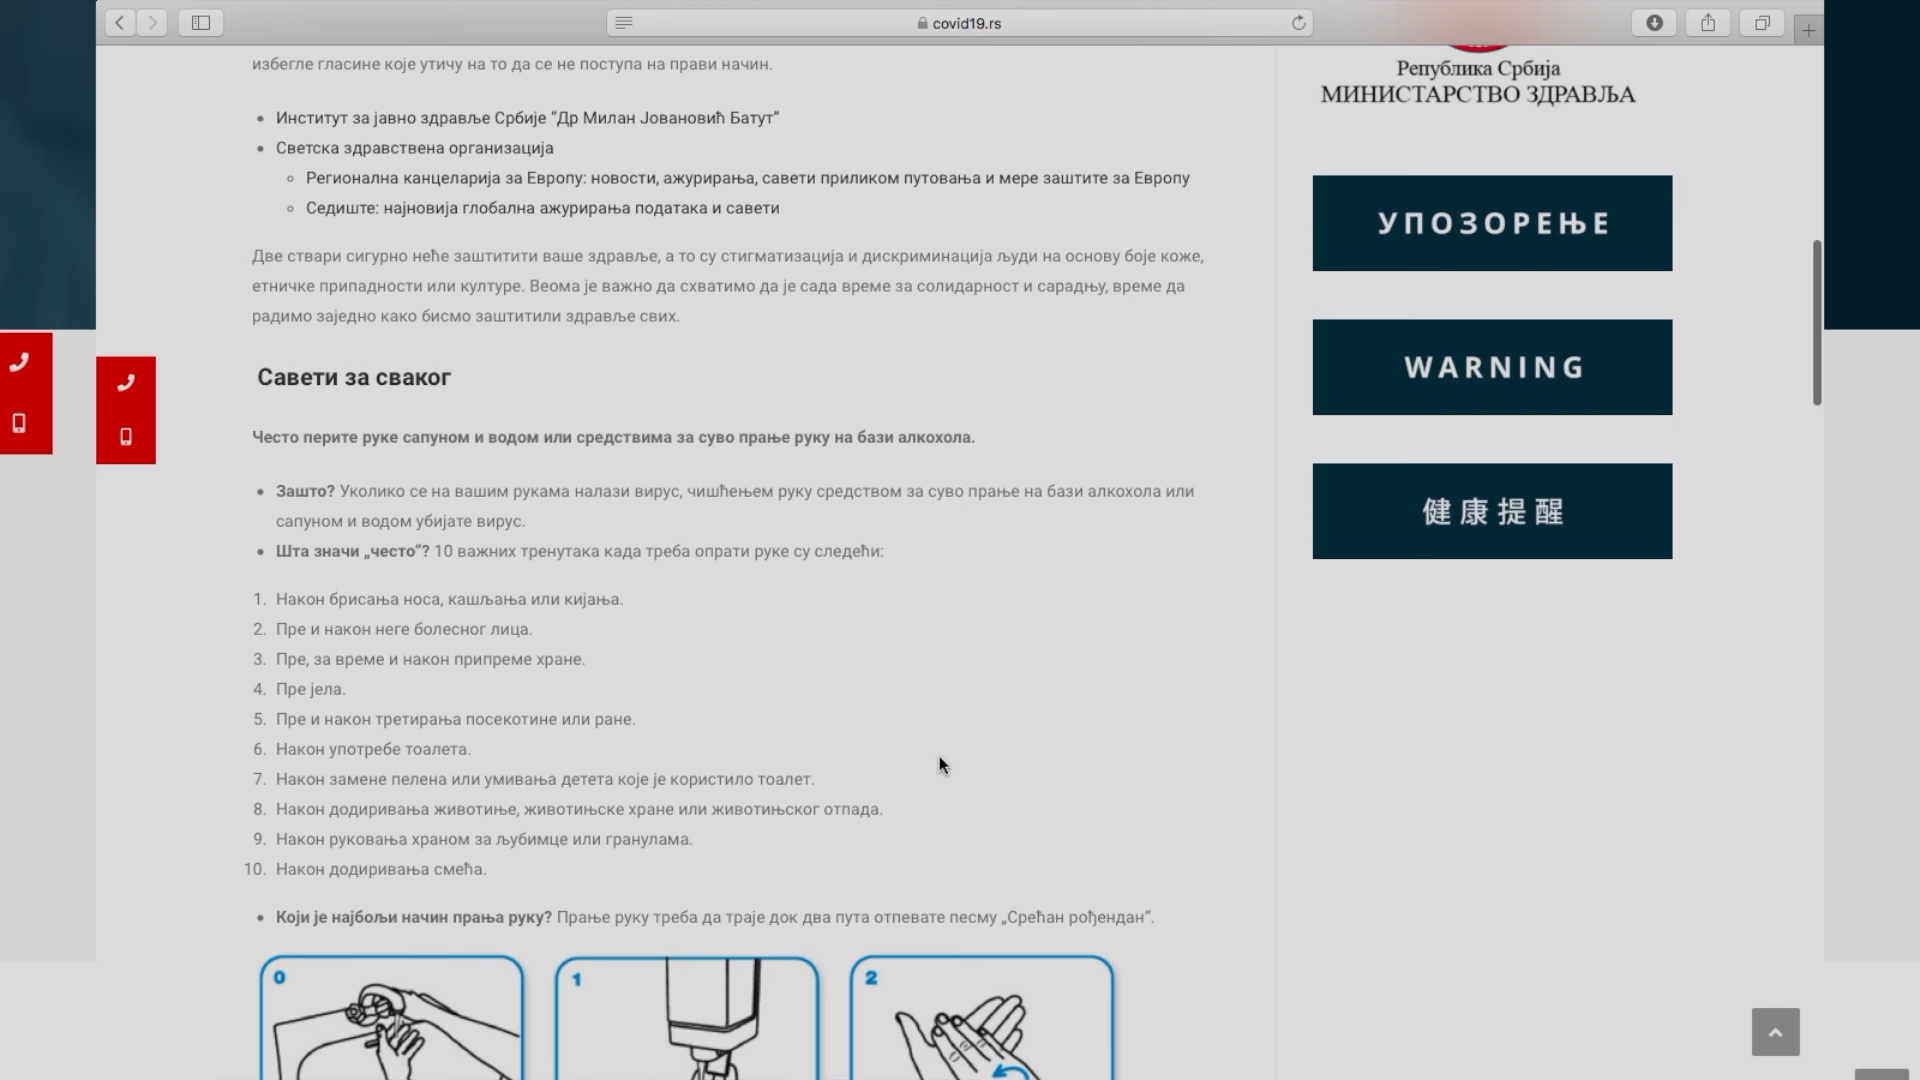 covid19.rs
избегле гласине које утичу на то да се не поступа на прави начин.
Институт за јавно здравље Србије “Др Милан Јовановић Батут”
Светска здравствена организација
Регионална канцеларија за Европу: новости, ажурирања, савети приликом путовања и мере заштите за Европу
Седиште: најновија глобална ажурирања података и савети
Две ствари сигурно неће заштитити ваше здравље, а то су стигматизација и дискриминација људи на основу боје коже,
етничке припадности или културе. Веома је важно да схватимо да је сада време за солидарност и сарадњу, време да
радимо заједно како бисмо заштитили здравље свих.
Савети за сваког
Често перите руке сапуном и водом или средствима за суво прање руку на бази алкохола.
Зашто? Уколико се на вашим рукама налази вирус, чишћењем руку средством за суво прање на бази алкохола или
сапуном и водом убијате вирус.
Шта значи „често“? 10 важних тренутака када треба опрати руке су следећи:
1. Након брисања носа, кашљања или кијања.
2. Пре и након неге болесног лица.
3. Пре, за време и након припреме хране.
4. Пре јела.
5. Пре и након третирања посекотине или ране.
6. Након употребе тоалета.
7. Након замене пелена или умивања детета које је користило тоалет.
8. Након додиривања животиње, животињске хране или животињског отпада.
9. Након руковања храном за љубимце или гранулама.
10. Након додиривања смећа.
Који је најбољи начин прања руку? Прање руку треба да траје док два пута отпевате песму „Срећан рођендан“.
0
1
2
Република Србија
МИНИСТАРСТВО ЗДРАВЉА
УПОЗОРЕЊЕ
WARNING
健康提醒